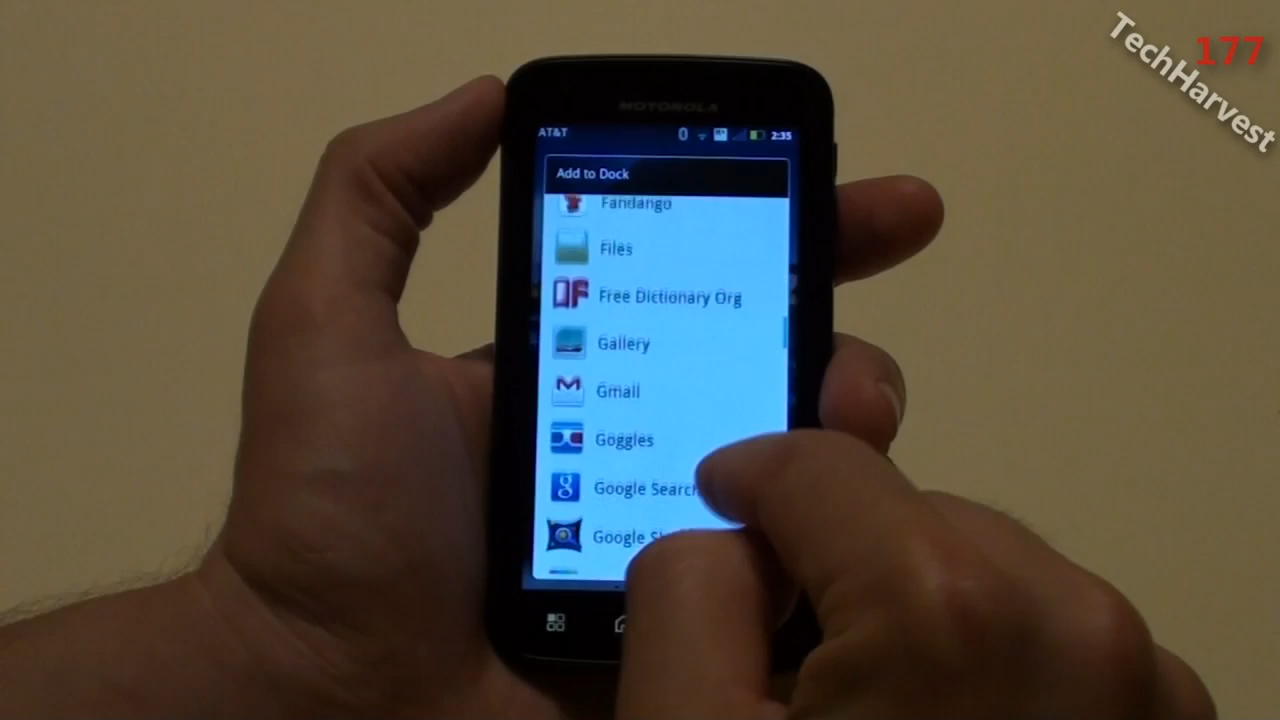 177
TechHarvest
MOTOROLA
AT&T
2:35
Add to Dock
Fandango
Files
Free Dictionary Org
Gallery
Gmail
Goggles
Google Search
Google